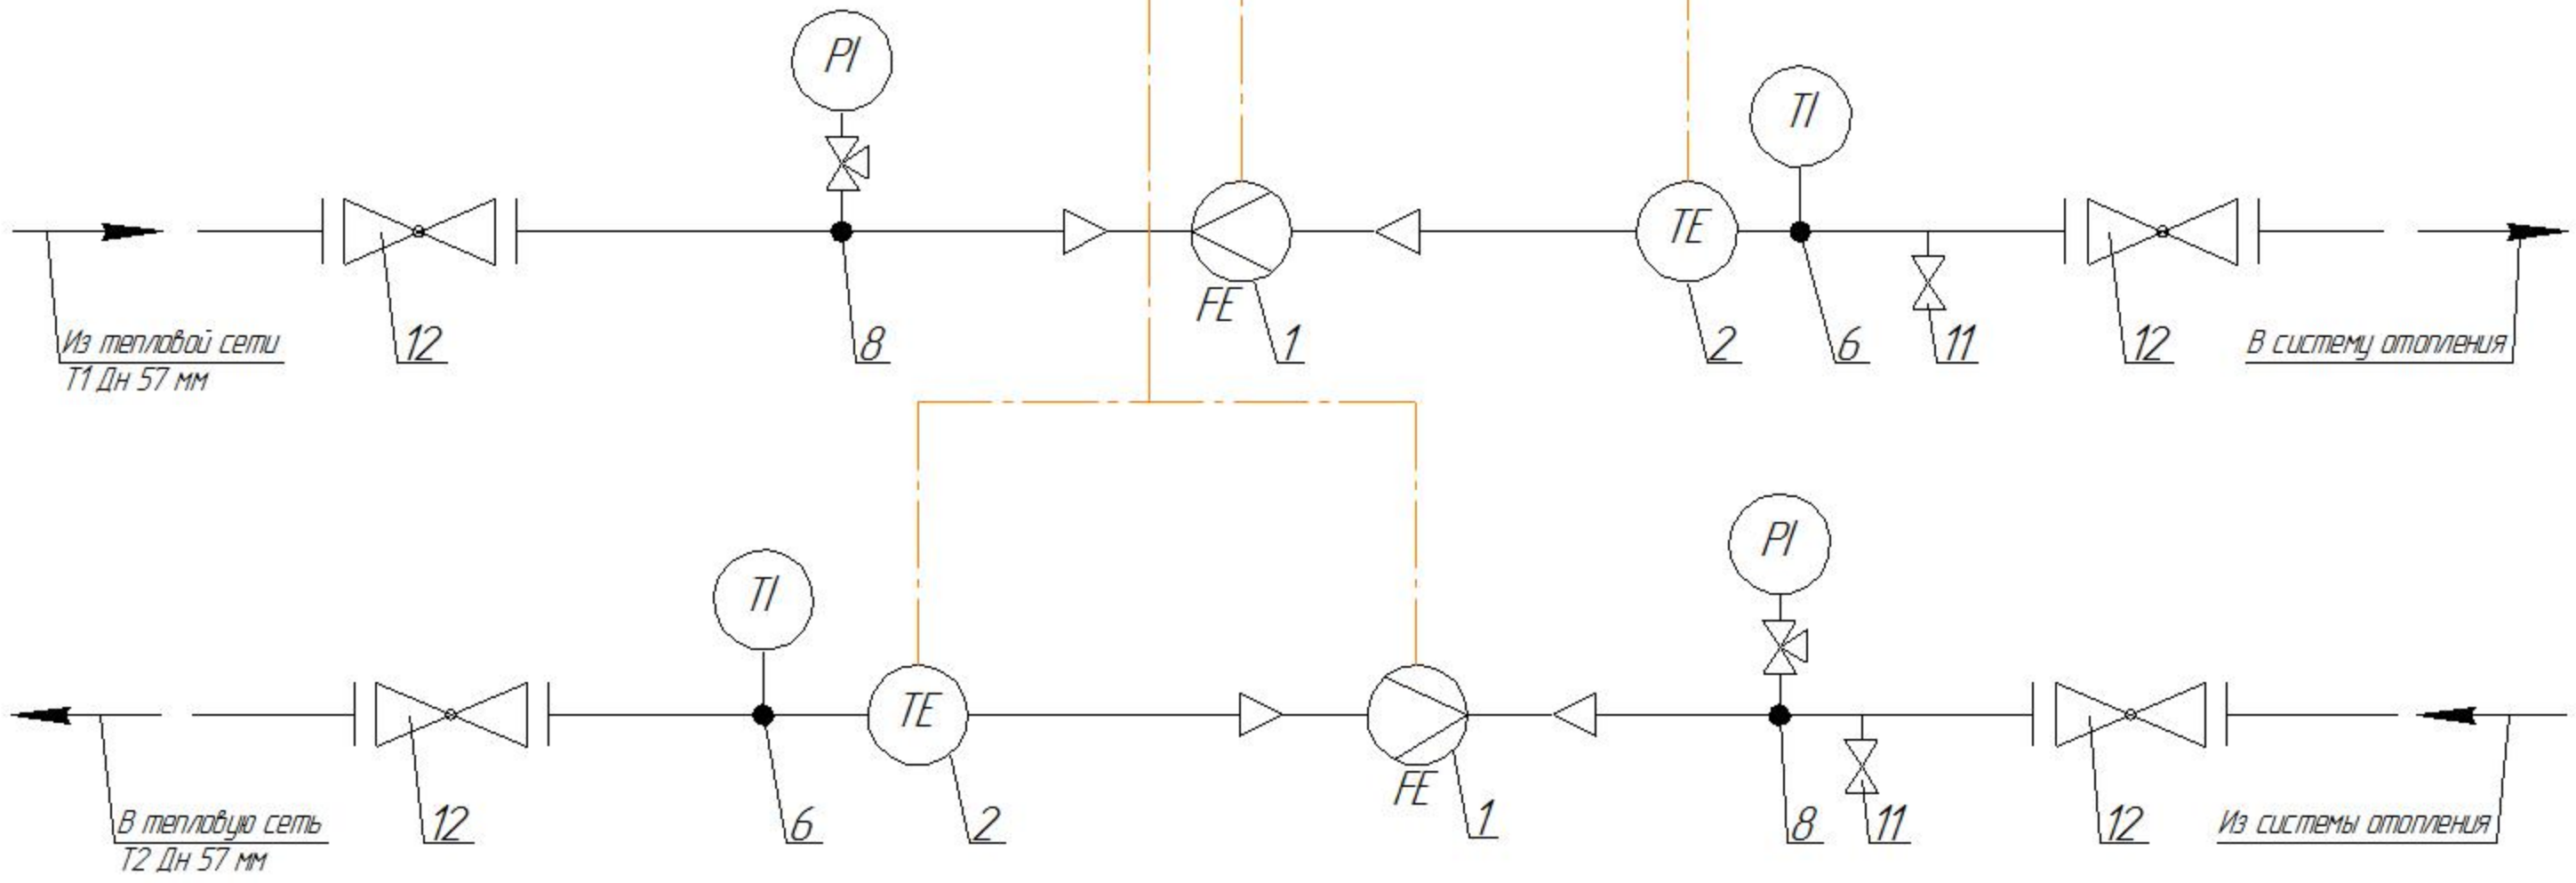 PI
TI
TE
FE
12
8
1
2
6
11
12
Из тепловой сети
Т1 Дн 57 мм
В систему отопления
PI
TI
TE
FE
12
6
2
1
8
11
12
В тепловую сеть
Т2 Дн 57 мм
Из системы отопления